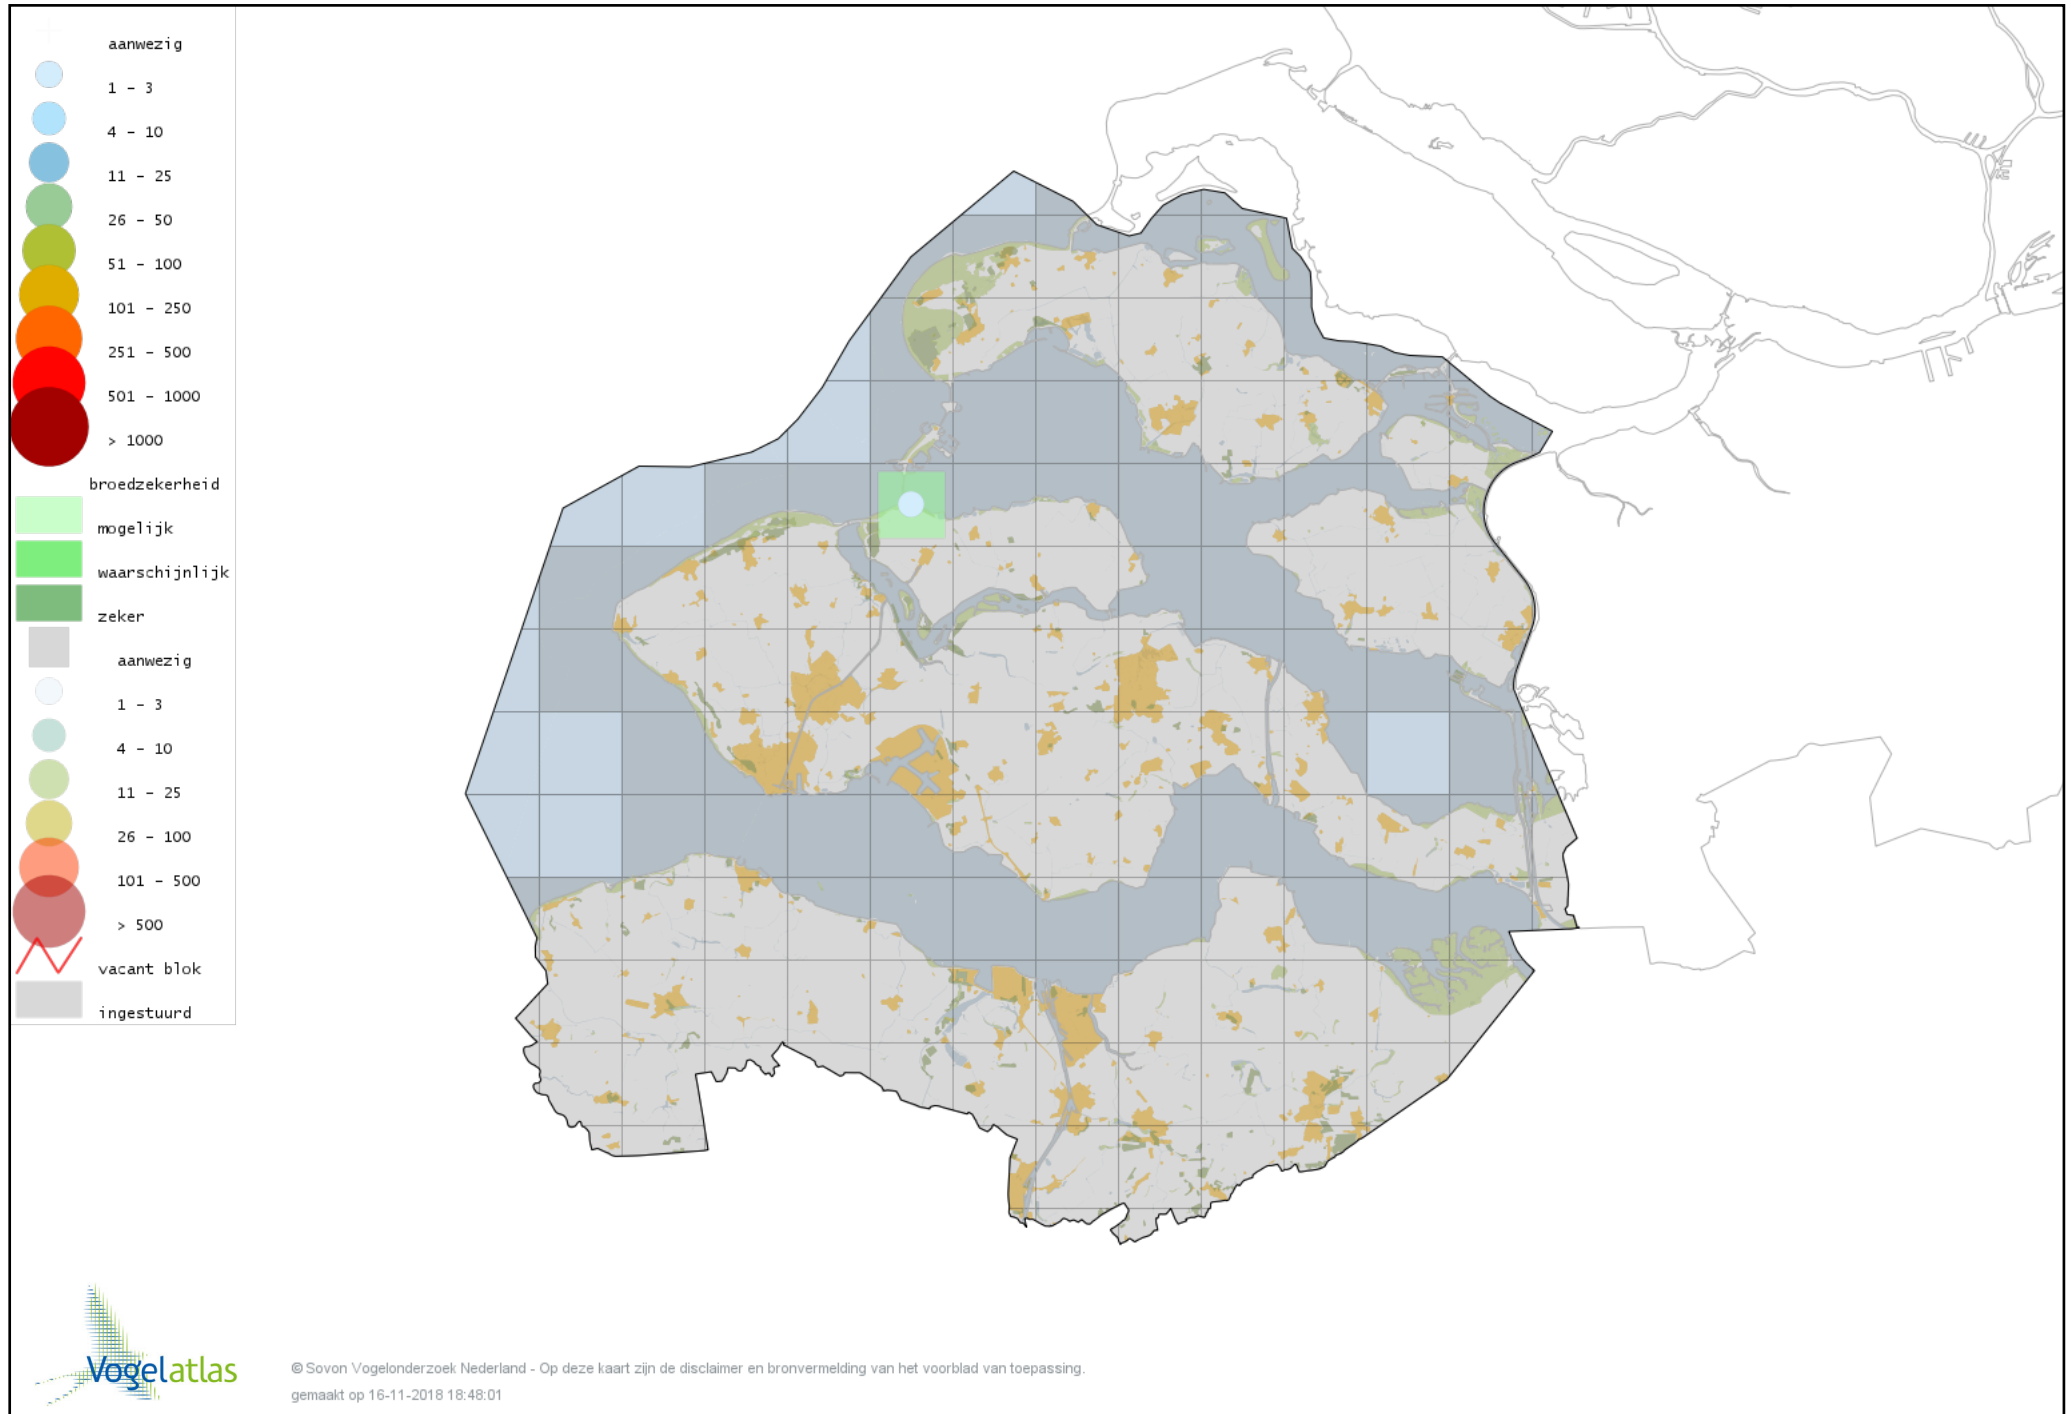 aanwezig
1 - 3
4 - 10
11 - 25
26 - 50
51 - 100
101 - 250
251 - 500
501 - 1000
> 1000
broedzekerheid
mogelijk
waarschijnlijk
zeker
aanwezig
1 - 3
4 - 10
11 - 25
26 - 100
101 - 500
> 500
vacant blok
ingestuurd
Vogelatlas
© Sovon Vogelonderzoek Nederland - Op deze kaart zijn de disclaimer en bronvermelding van het voorblad van toepassing.
gemaakt op 16-11-2018 18:48:01